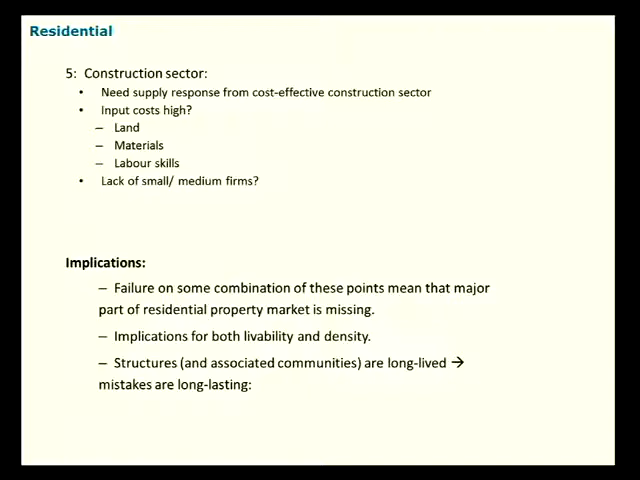 Residential
5: Construction sector:
• Need supply response from cost-effective construction sector
• Input costs high?
– Land
– Materials
– Labour skills
• Lack of small/ medium firms?
Implications:
– Failure on some combination of these points mean that major
part of residential property market is missing.
– Implications for both livability and density.
– Structures (and associated communities) are long-lived →
mistakes are long-lasting: